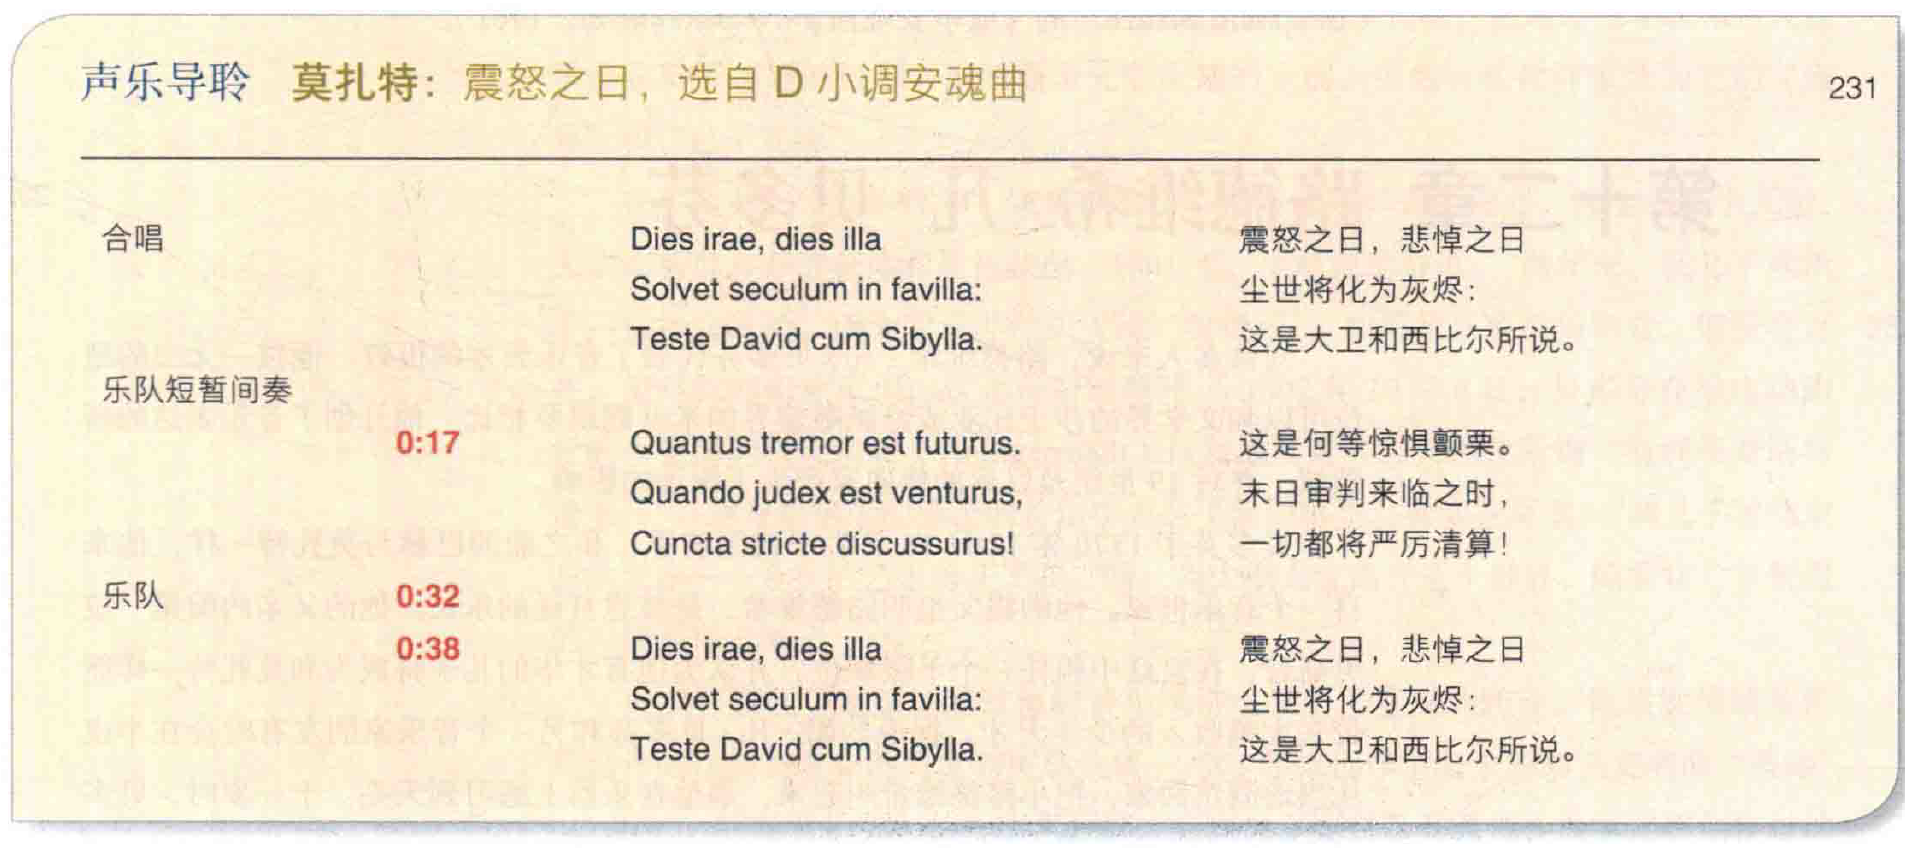 声乐导聆 莫扎特：震怒之日，选自 D 小调安魂曲 231
合唱 Dies irae, dies illa 震怒之日，悲悼之日
Solvet seculum in favilla: 尘世将化为灰烬：
Teste David cum Sibylla. 这是大卫和西比尔所说。
乐队短暂间奏
0:17 Quantus tremor est futurus. 这是何等惊惧颤栗。
Quando judex est venturus, 末日审判来临之时，
Cuncta stricte discussurus! 一切都将严厉清算！
乐队 0:32
0:38 Dies irae, dies illa 震怒之日，悲悼之日
Solvet seculum in favilla: 尘世将化为灰烬：
Teste David cum Sibylla. 这是大卫和西比尔所说。